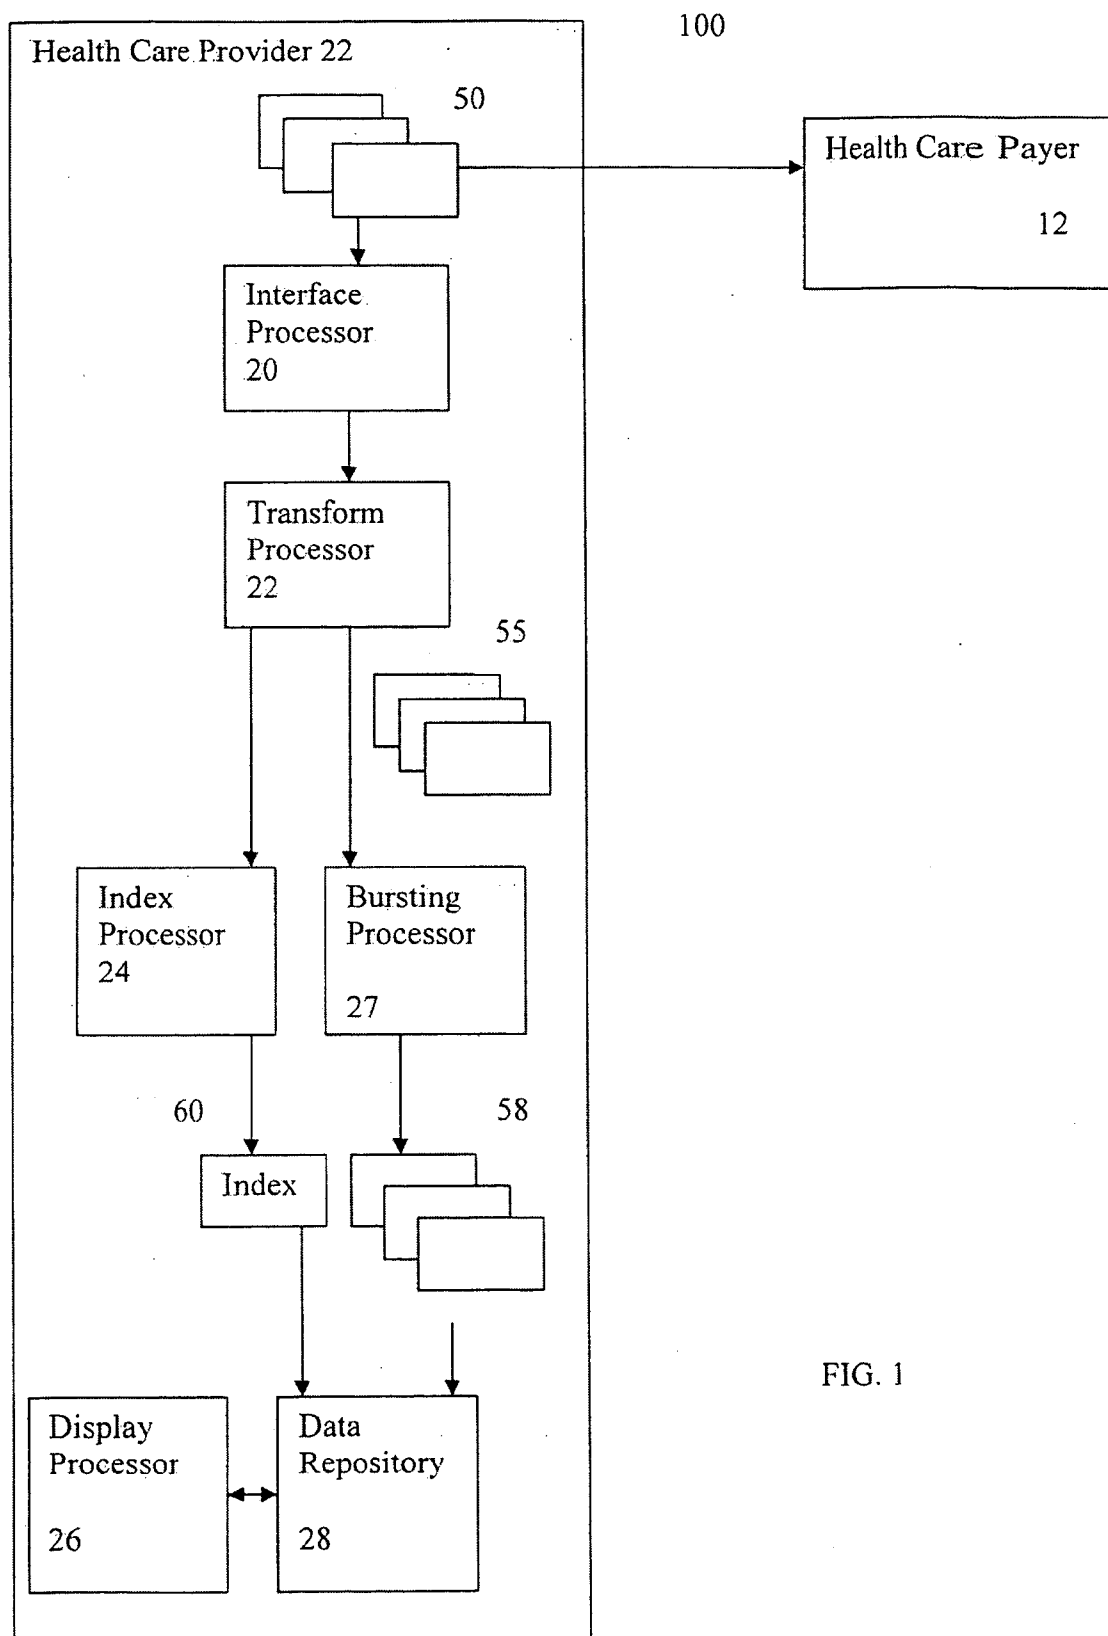 100
Health Care Provider 22
50
Health Care Payer
12
Interface
Processor
20
Transform
Processor
22
55
Index
Processor
24
Bursting
Processor
27
60
58
Index
FIG. 1
Display
Processor
26
Data
Repository
28